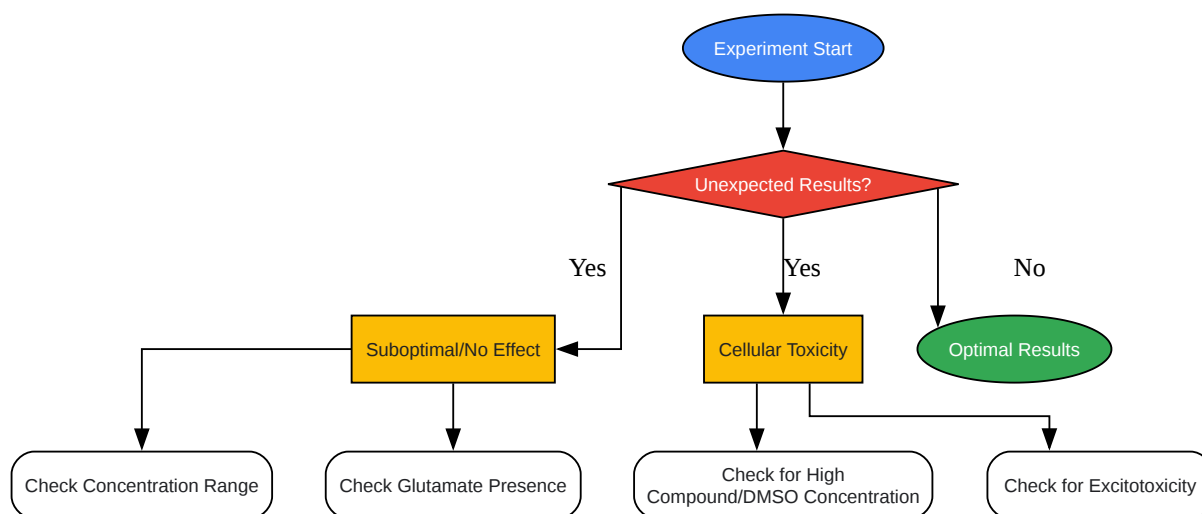 Experiment Start
Unexpected Results?
Yes
Yes
No
Suboptimal/No Effect
Cellular Toxicity
Optimal Results
Check Concentration Range
Check Glutamate Presence
Check for High
Compound/DMSO Concentration
Check for Excitotoxicity